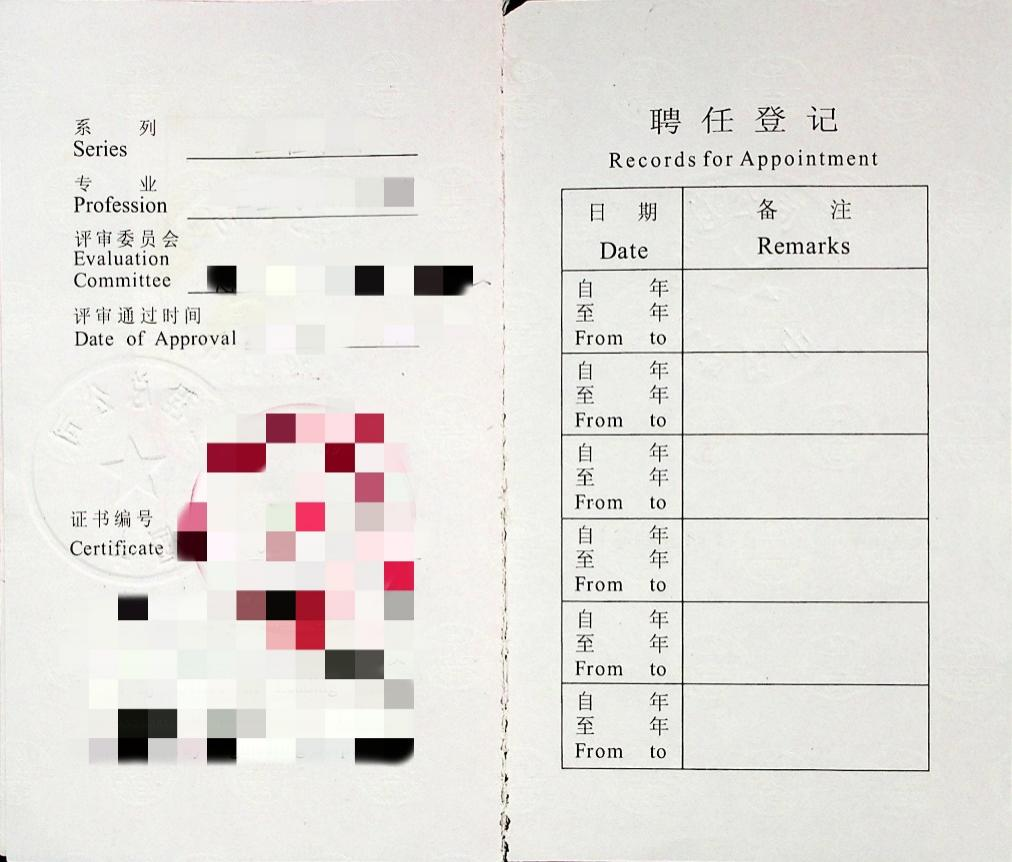 系 列
Series
专 业
Profession
评审委员会
Evaluation
Committee
评审通过时间
Date of Approval
证书编号
Certificate
聘任登记
Records for Appointment
日 期 备 注
Date Remarks
自 年
至 年
From to
自 年
至 年
From to
自 年
至 年
From to
自 年
至 年
From to
自 年
至 年
From to
自 年
至 年
From to